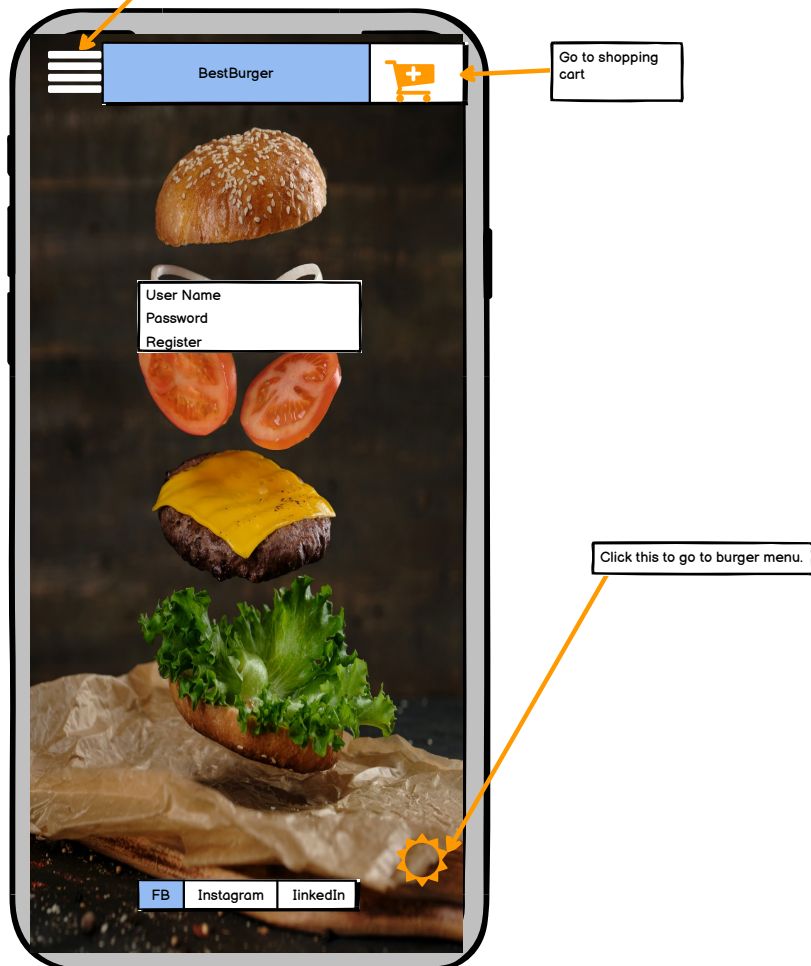 BestBurger
Go to shopping
cart
User Name
Password
Register
Click this to go to burger menu.
FB
Instagram
IinkedIn